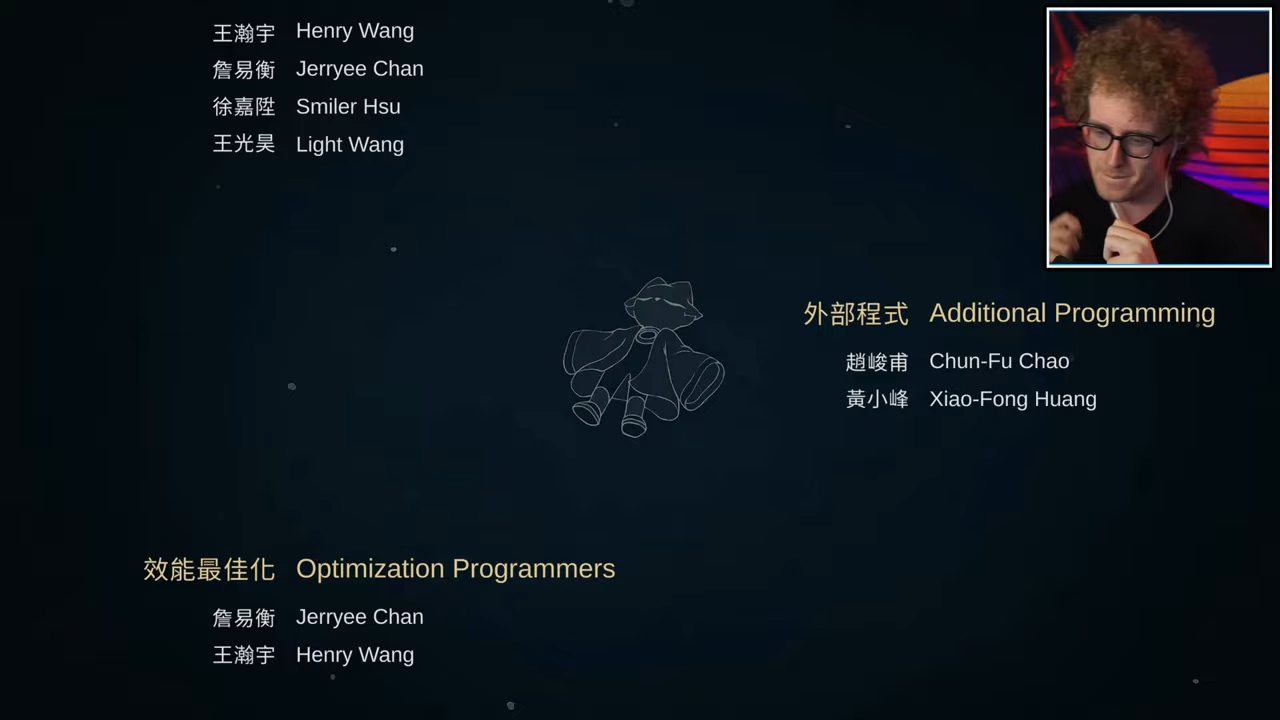 王瀚宇 Henry Wang
詹易衡 Jerryee Chan
徐嘉陞 Smiler Hsu
王光昊 Light Wang
外部程式 Additional Programming
趙峻甫 Chun-Fu Chao
黃小峰 Xiao-Fong Huang
效能最佳化 Optimization Programmers
詹易衡 Jerryee Chan
王瀚宇 Henry Wang